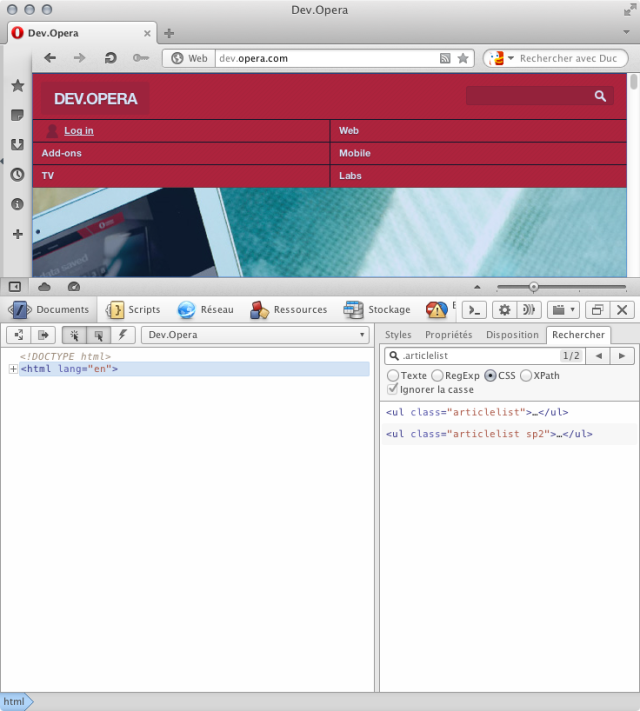 Dev.Opera
Dev.Opera
Web dev.opera.com Rechercher avec Duc
DEV.OPERA
Log in Web
Add-ons Mobile
TV Labs
data saved
Documents Scripts Réseau Ressources Stockage
Dev.Opera Styles Propriétés Disposition Rechercher
<!DOCTYPE html> .articlelist 1/2
<html lang="en"> Texte RegExp CSS XPath
Ignorer la casse
<ul class="articlelist">…</ul>
<ul class="articlelist sp2">…</ul>
html